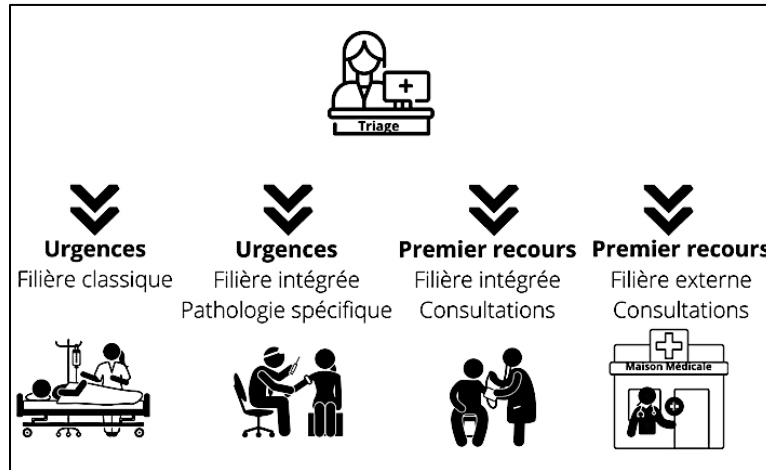 Triage
Urgences
Filière classique
Urgences
Filière intégrée
Pathologie spécifique
Premier recours
Filière intégrée
Consultations
Premier recours
Filière externe
Consultations
Maison Médicale